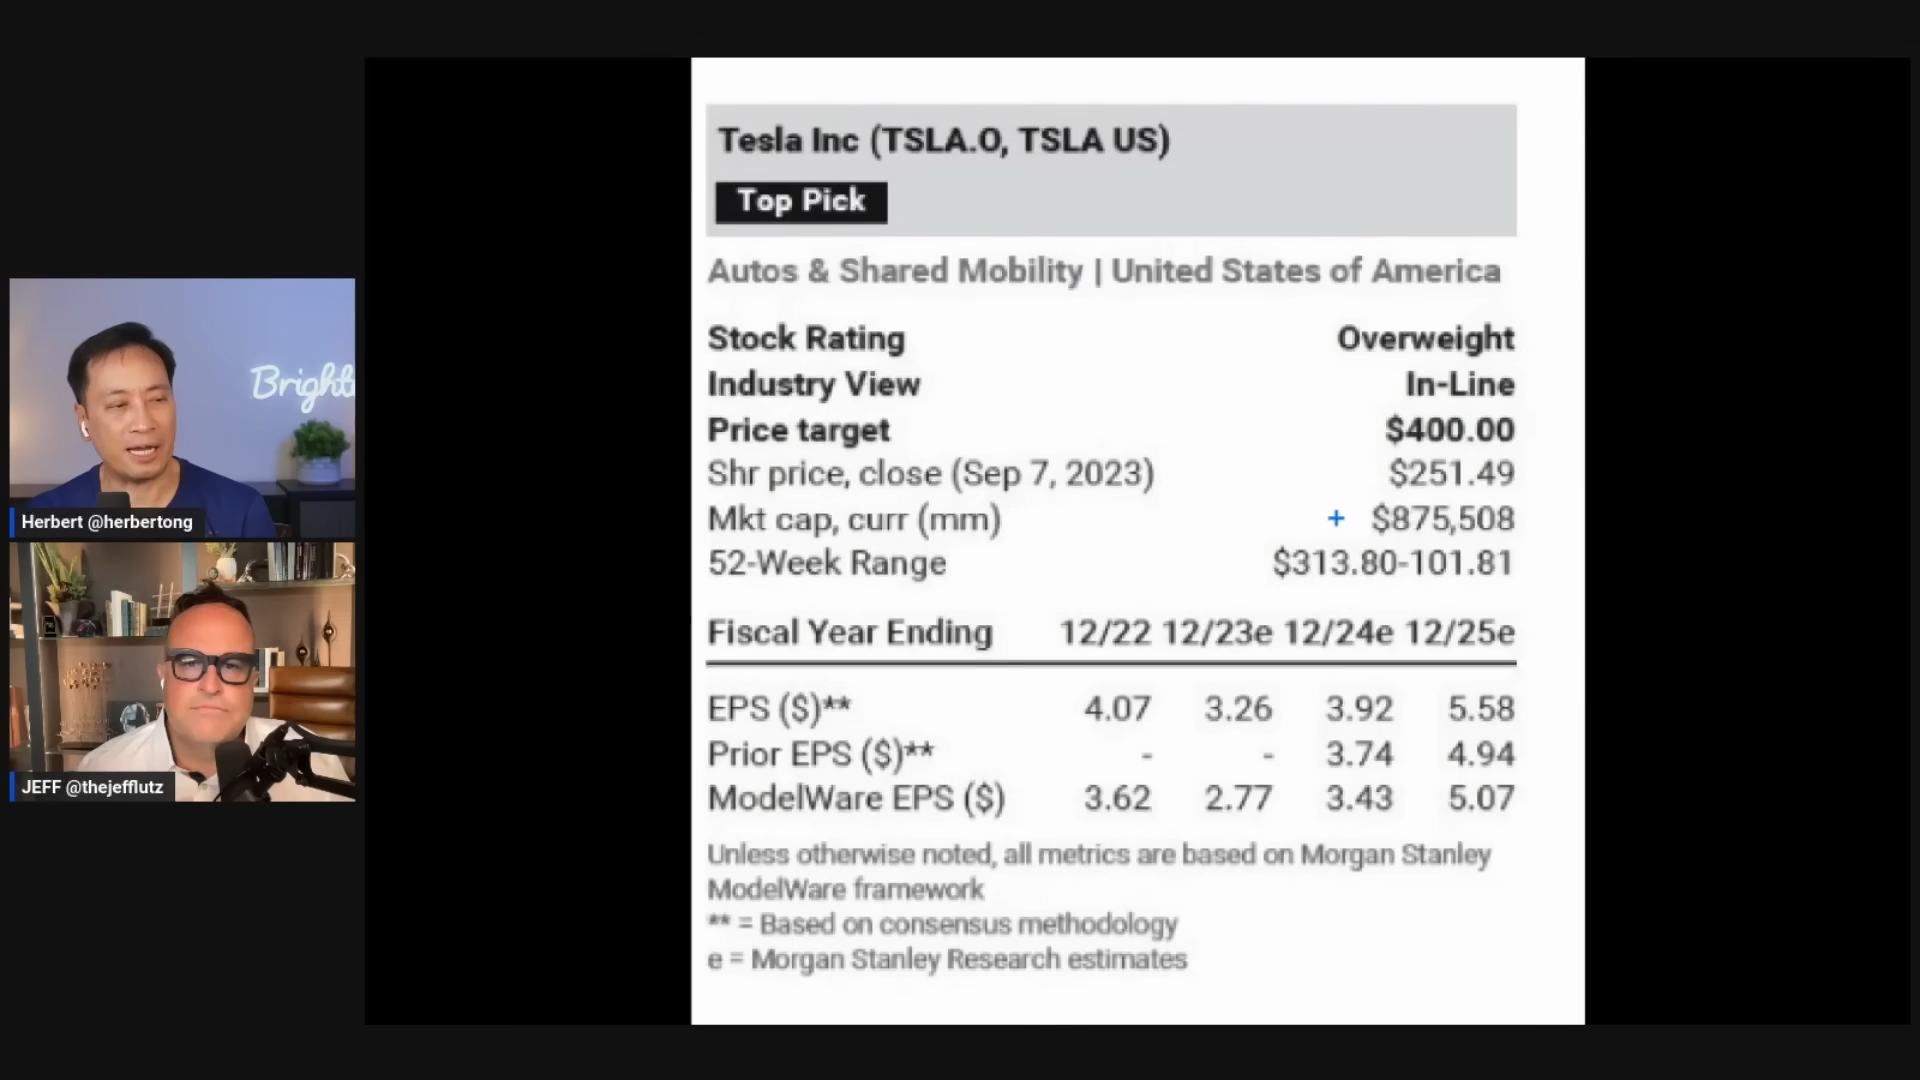 Tesla Inc (TSLA.O, TSLA US)
Top Pick
Autos & Shared Mobility | United States of America
Stock Rating Overweight
Industry View In-Line
Price target $400.00
Shr price, close (Sep 7, 2023) $251.49
Mkt cap, curr (mm) + $875,508
52-Week Range $313.80-101.81
Fiscal Year Ending 12/22 12/23e 12/24e 12/25e
EPS ($)** 4.07 3.26 3.92 5.58
Prior EPS ($)** - - 3.74 4.94
ModelWare EPS ($) 3.62 2.77 3.43 5.07
Unless otherwise noted, all metrics are based on Morgan Stanley
ModelWare framework
** = Based on consensus methodology
e = Morgan Stanley Research estimates
Bright
Herbert @herbertong
JEFF @thejefflutz